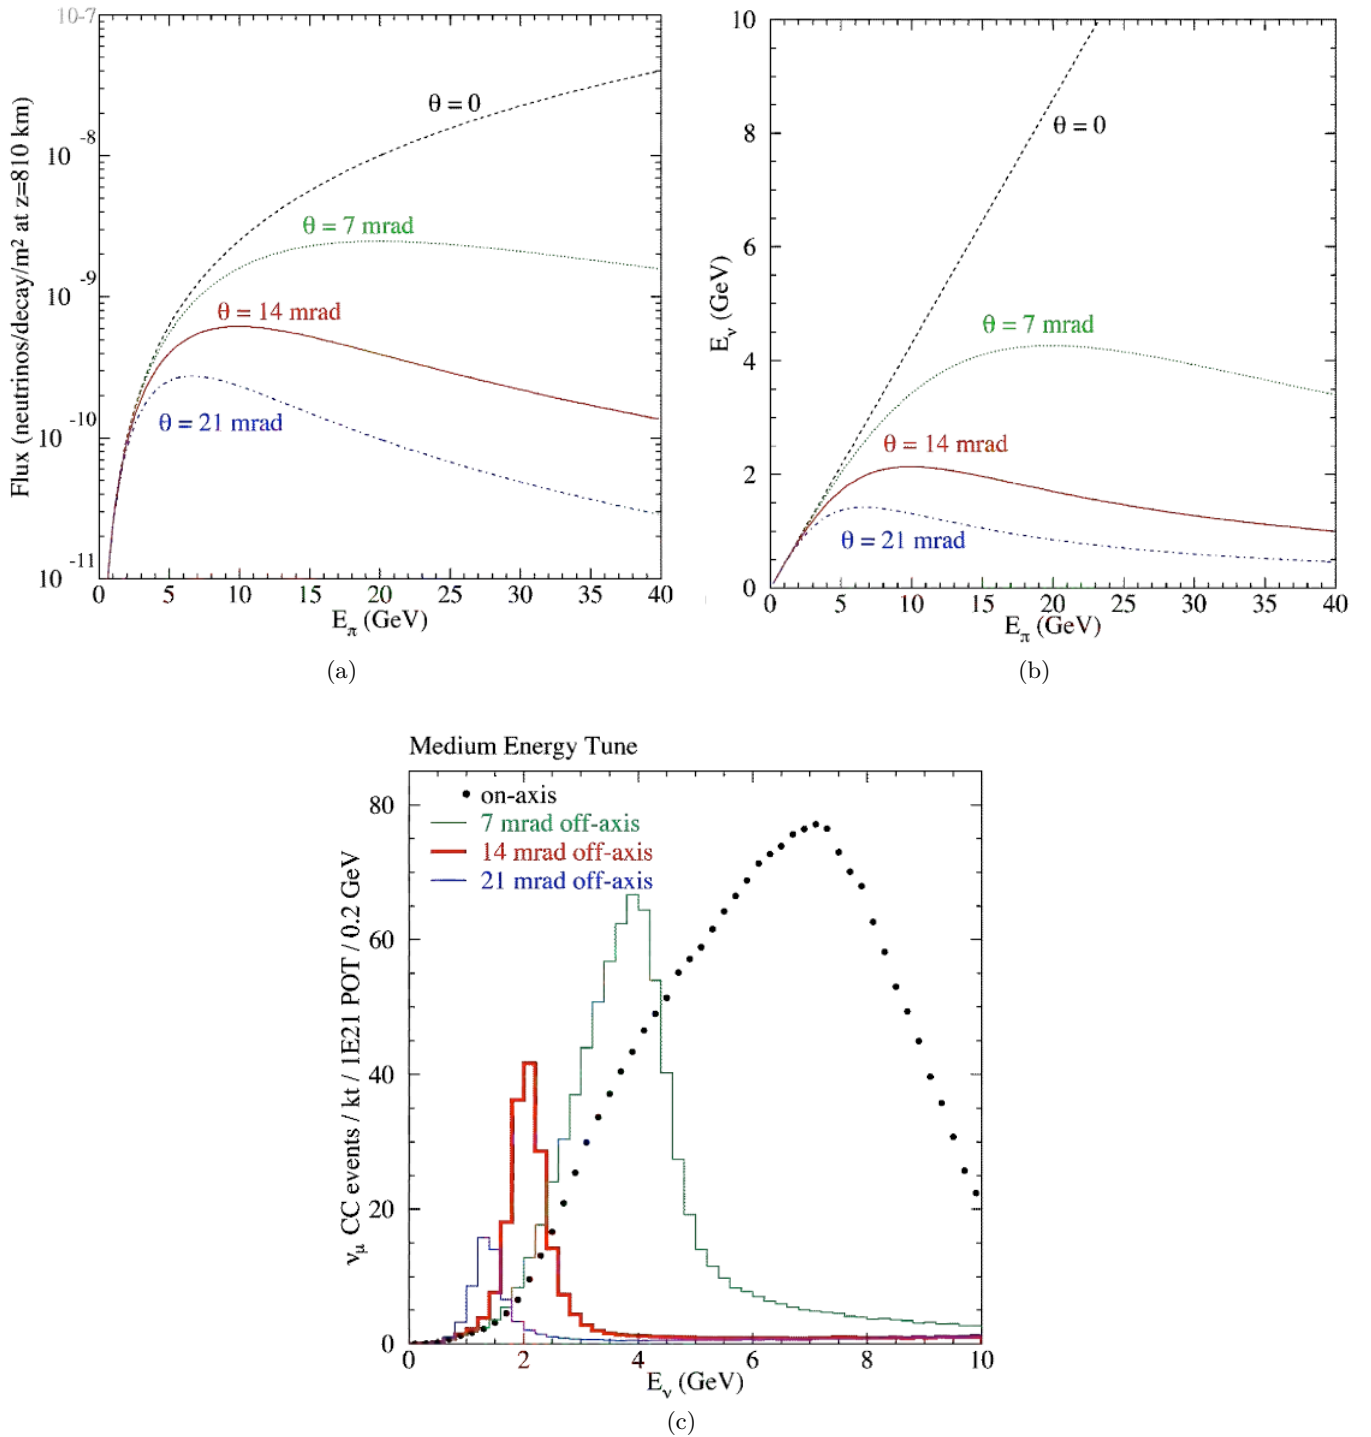 Flux (neutrinos/decay/m² at z=810 km)
10-7
10 -8
10 -9
10 -10
10 -11
θ = 0
θ = 7 mrad
θ = 14 mrad
θ = 21 mrad
0 5 10 15 20 25 30 35 40
Eπ (GeV)
(a)
Eν (GeV)
10
8
6
4
2
0
θ = 0
θ = 7 mrad
θ = 14 mrad
θ = 21 mrad
0 5 10 15 20 25 30 35 40
Eπ (GeV)
(b)
Medium Energy Tune
νμ CC events / kt / 1E21 POT / 0.2 GeV
80
60
40
20
0
on-axis
7 mrad off-axis
14 mrad off-axis
21 mrad off-axis
0 2 4 6 8 10
Eν (GeV)
(c)